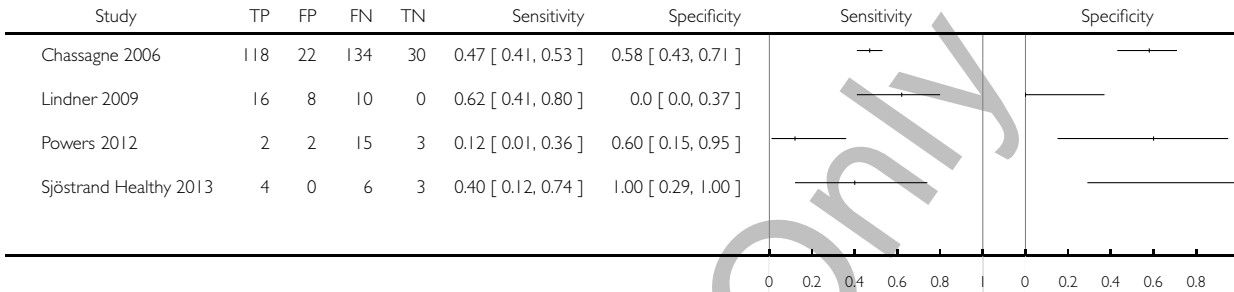 Study TP FP FN TN Sensitivity Specificity Sensitivity Specificity
Chassagne 2006 118 22 134 30 0.47 [ 0.41, 0.53 ] 0.58 [ 0.43, 0.71 ]
Lindner 2009 16 8 10 0 0.62 [ 0.41, 0.80 ] 0.0 [ 0.0, 0.37 ]
Powers 2012 2 2 15 3 0.12 [ 0.01, 0.36 ] 0.60 [ 0.15, 0.95 ]
Sjöstrand Healthy 2013 4 0 6 3 0.40 [ 0.12, 0.74 ] 1.00 [ 0.29, 1.00 ]
0 0.2 0.4 0.6 0.8 1 0 0.2 0.4 0.6 0.8
Only